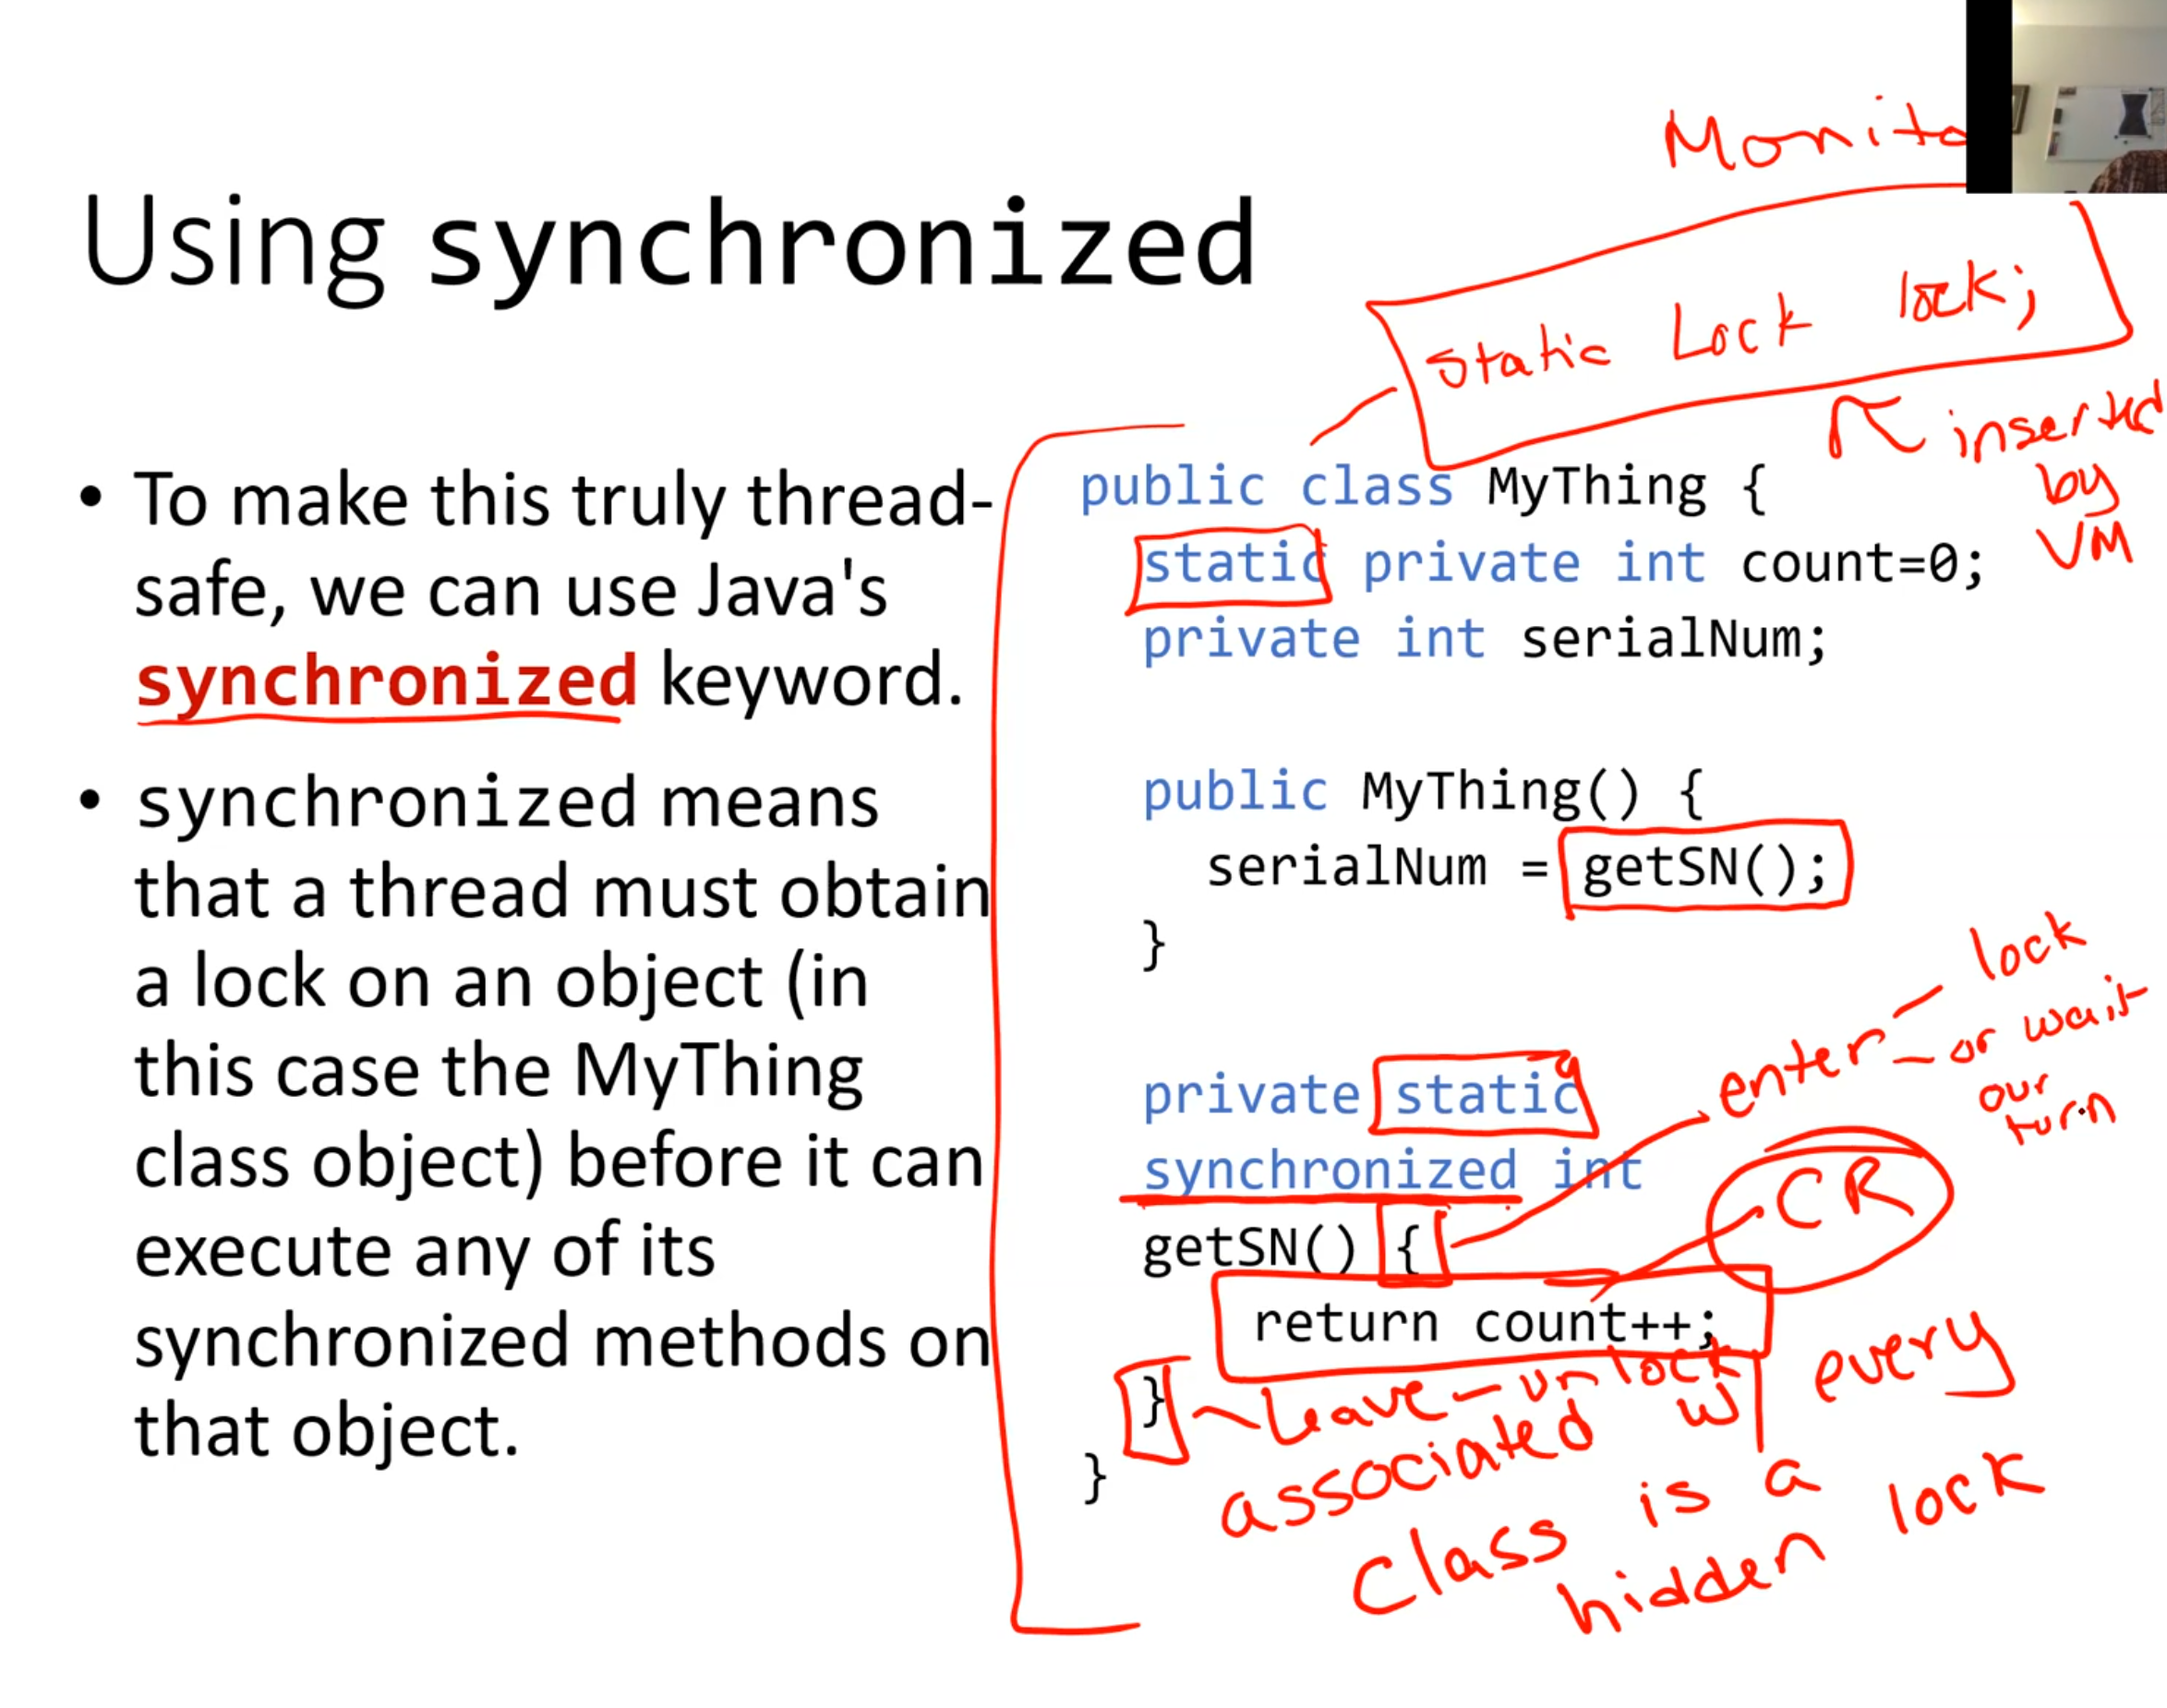 Monito
Using synchronized
Static Lock lock;
inserted
by
VM
• To make this truly thread-
safe, we can use Java's
synchronized keyword.
• synchronized means
that a thread must obtain
a lock on an object (in
this case the MyThing
class object) before it can
execute any of its
synchronized methods on
that object.
public class MyThing {
static private int count=0;
private int serialNum;
public MyThing() {
serialNum = getSN();
}
private static
synchronized int
getSN() {
return count++;
}
}
enter - lock
- or wait
our
turn
CR
Leave - unlock
associated w/ every
Class is a
hidden lock